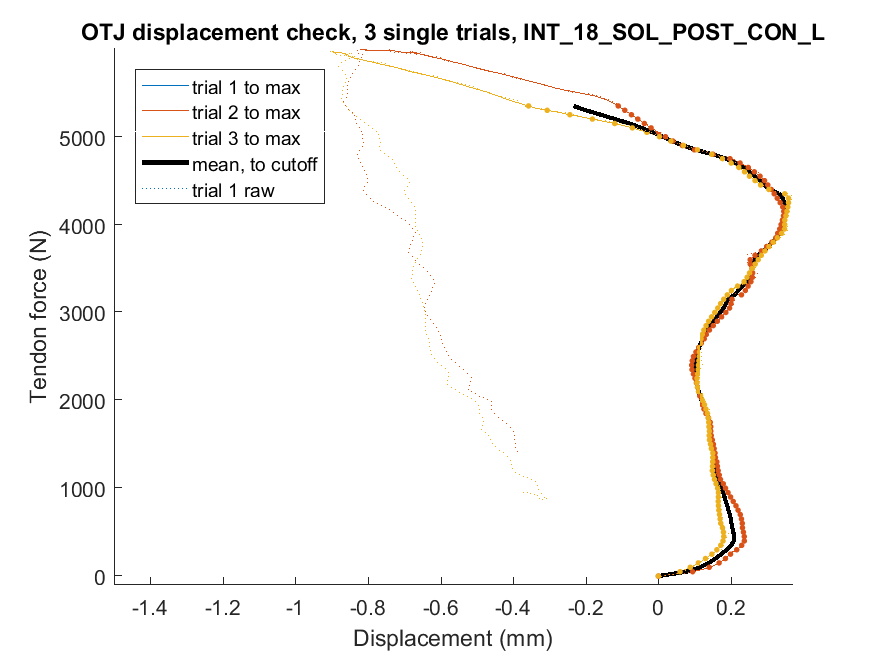 OTJ displacement check, 3 single trials, INT_18_SOL_POST_CON_L
trial 1 to max
trial 2 to max
trial 3 to max
mean, to cutoff
trial 1 raw
Tendon force (N)
5000
4000
3000
2000
1000
0
-1.4 -1.2 -1 -0.8 -0.6 -0.4 -0.2 0 0.2
Displacement (mm)